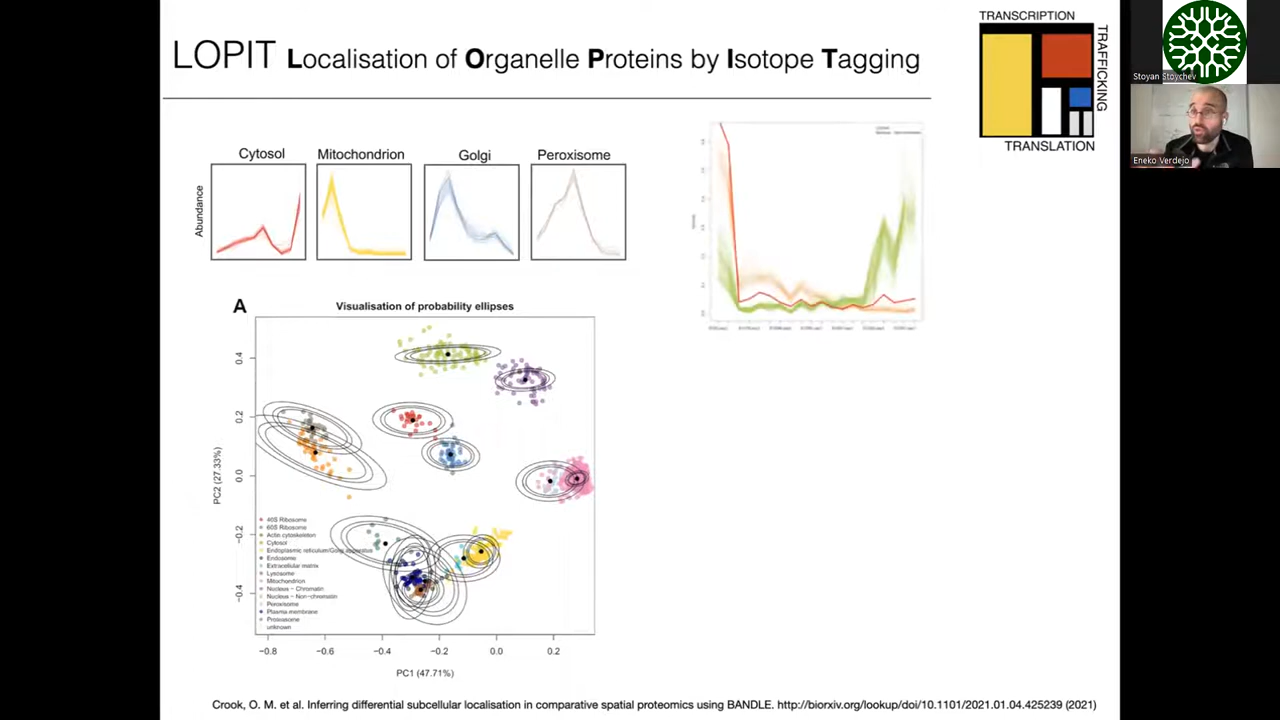 LOPIT Localisation of Organelle Proteins by Isotope Tagging
TRANSCRIPTION
TRAFFICKING
TRANSLATION
Stoyan Stoychev
Eneko Verdejo
Cytosol
Mitochondrion
Golgi
Peroxisome
Abundance
A
Visualisation of probability ellipses
PC2 (27.33%)
0.4
0.2
0.0
−0.2
−0.4
40S Ribosome
60S Ribosome
Actin cytoskeleton
Cytosol
Endoplasmic reticulum/Golgi apparatus
Endosome
Extracellular matrix
Lysosome
Mitochondrion
Nucleus − Chromatin
Nucleus − Non−chromatin
Peroxisome
Plasma membrane
Proteasome
unknown
−0.8
−0.6
−0.4
−0.2
0.0
0.2
PC1 (47.71%)
Crook, O. M. et al. Inferring differential subcellular localisation in comparative spatial proteomics using BANDLE. http://biorxiv.org/lookup/doi/10.1101/2021.01.04.425239 (2021)